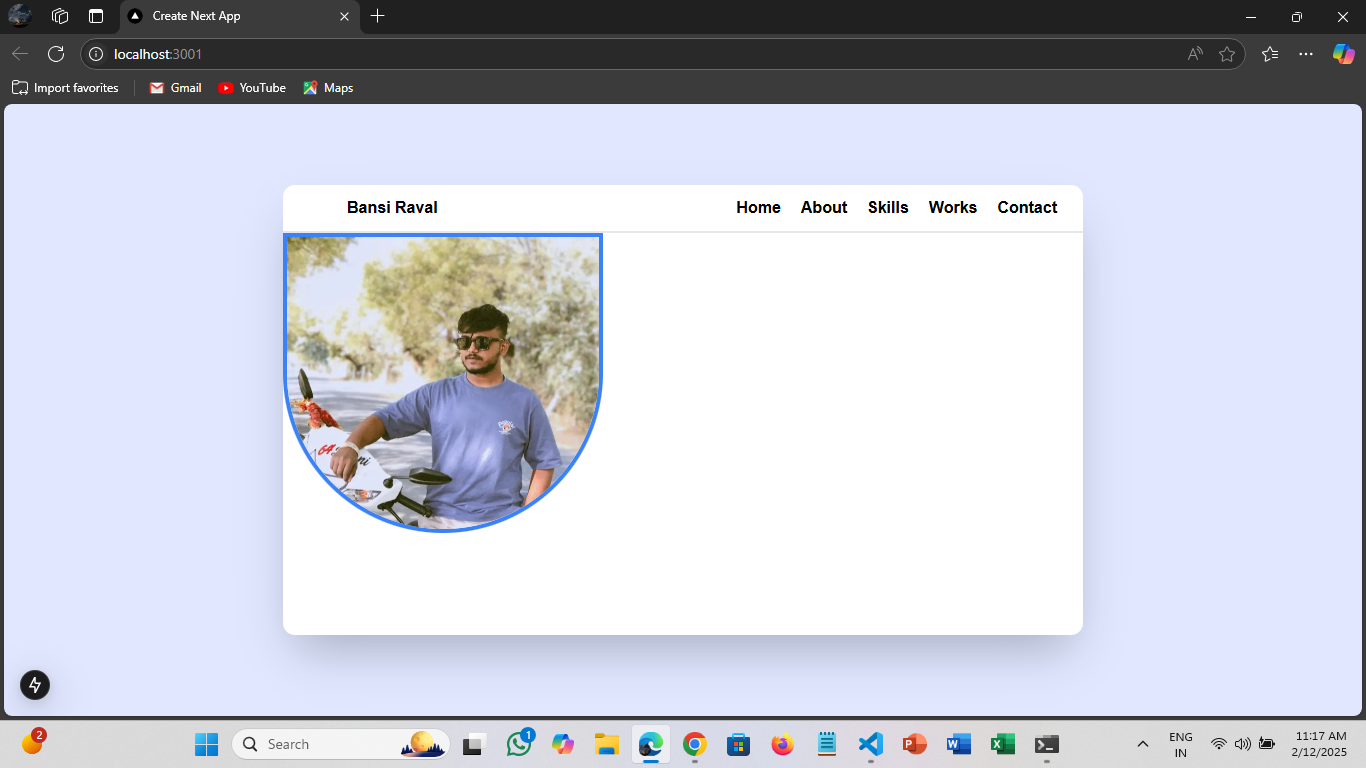 Create Next App
localhost:3001
Import favorites
Gmail
YouTube
Maps
Bansi Raval
Home About Skills Works Contact
64
2
Search
1
ENG
IN
11:17 AM
2/12/2025